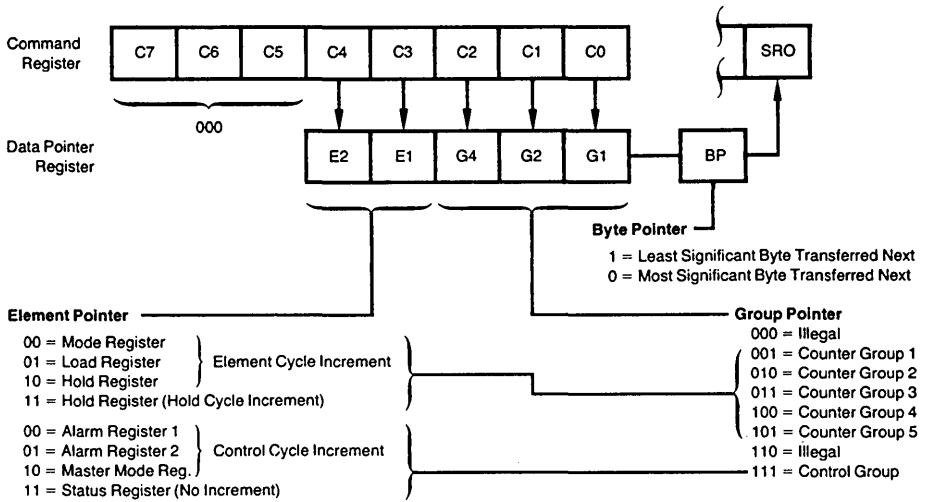 Command Register
C7 C6 C5 C4 C3 C2 C1 C0
SRO
000
Data Pointer Register
E2 E1 G4 G2 G1
BP
Byte Pointer
1 = Least Significant Byte Transferred Next
0 = Most Significant Byte Transferred Next
Element Pointer
00 = Mode Register
01 = Load Register
10 = Hold Register
Element Cycle Increment
11 = Hold Register (Hold Cycle Increment)
00 = Alarm Register 1
01 = Alarm Register 2
10 = Master Mode Reg.
Control Cycle Increment
11 = Status Register (No Increment)
Group Pointer
000 = Illegal
001 = Counter Group 1
010 = Counter Group 2
011 = Counter Group 3
100 = Counter Group 4
101 = Counter Group 5
110 = Illegal
111 = Control Group